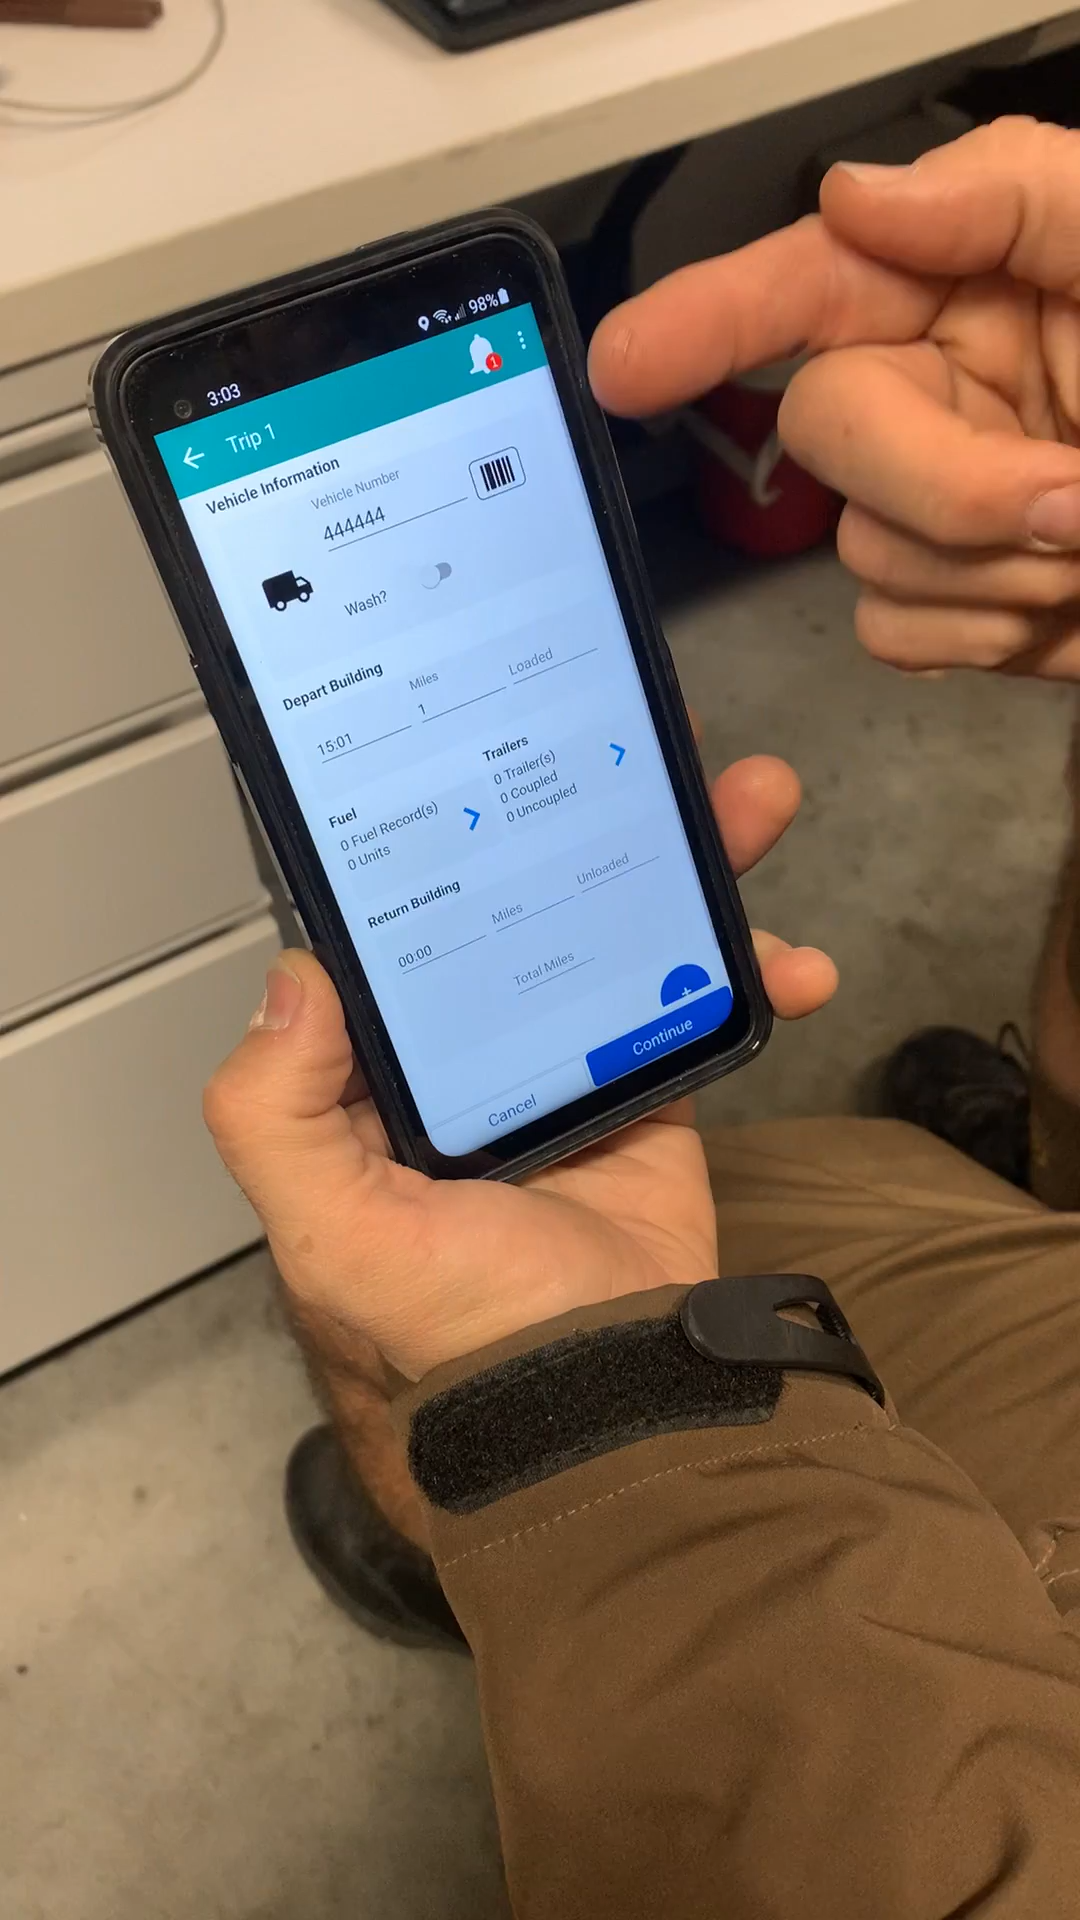 3:03
98%
1
Trip 1
Vehicle Information
Vehicle Number
444444
Wash?
Depart Building
Miles
Loaded
15:01
1
Trailers
0 Trailer(s)
0 Coupled
0 Uncoupled
Fuel
0 Fuel Record(s)
0 Units
Return Building
Unloaded
Miles
00:00
Total Miles
+
Continue
Cancel